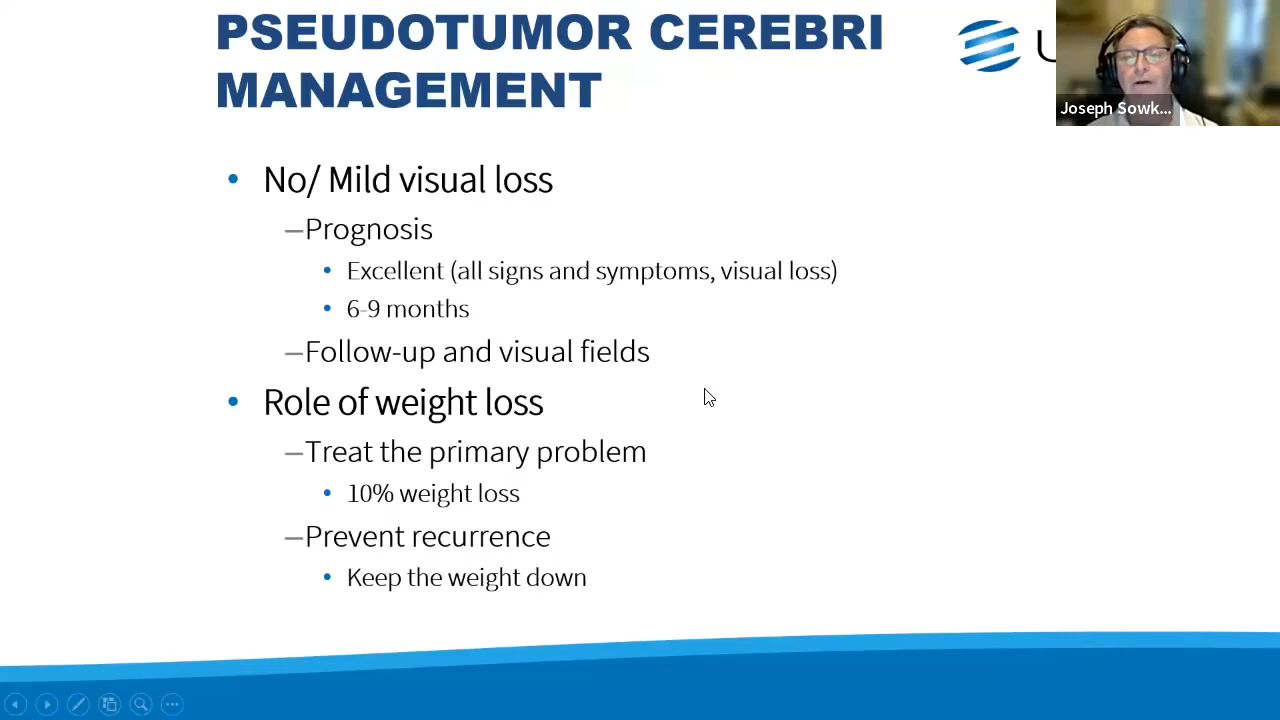 PSEUDOTUMOR CEREBRI
MANAGEMENT
U
Joseph Sowk...
• No/ Mild visual loss
–Prognosis
• Excellent (all signs and symptoms, visual loss)
• 6-9 months
–Follow-up and visual fields
• Role of weight loss
–Treat the primary problem
• 10% weight loss
–Prevent recurrence
• Keep the weight down